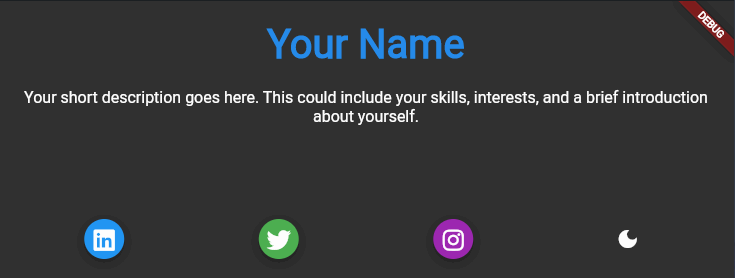 Your Name
DEBUG
Your short description goes here. This could include your skills, interests, and a brief introduction
about yourself.
in